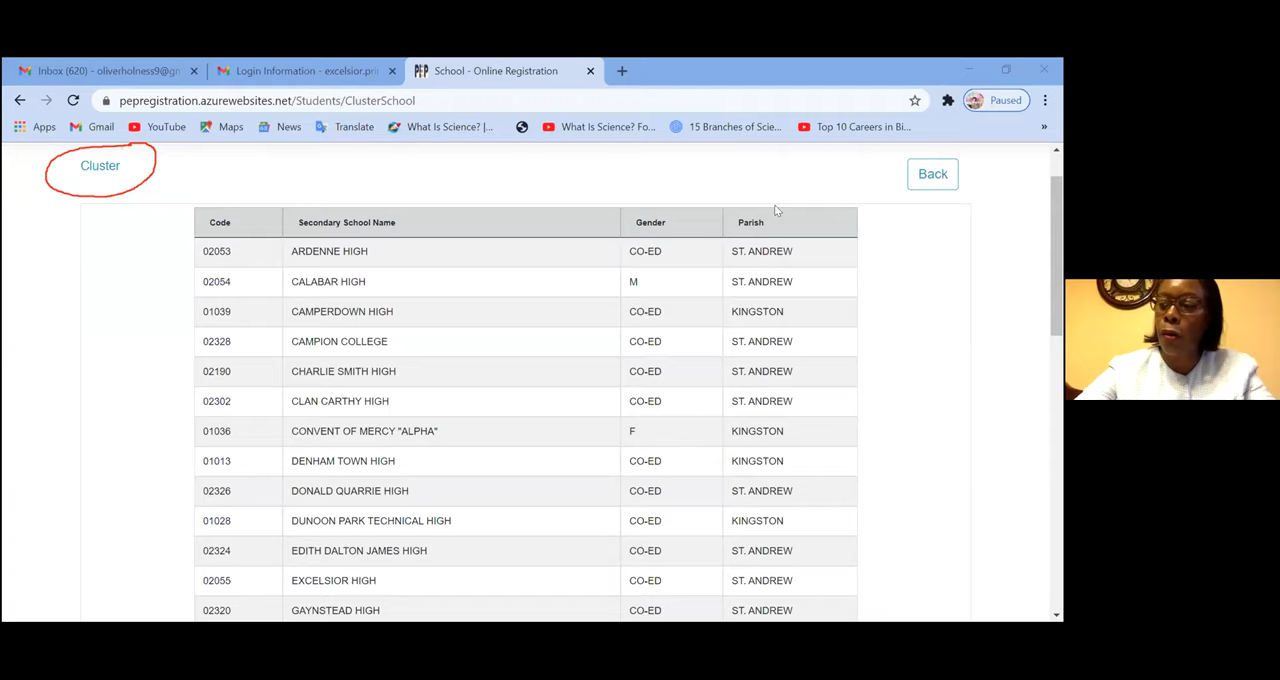 Inbox (620) - oliverholness9@gn
Login Information - excelsior.pri
PEP School - Online Registration
pepregistration.azurewebsites.net/Students/ClusterSchool
Paused
Apps Gmail YouTube Maps News Translate What Is Science? |... What Is Science? Fo... 15 Branches of Scie... Top 10 Careers in Bi... »
Cluster
Back
Code Secondary School Name Gender Parish
02053 ARDENNE HIGH CO-ED ST. ANDREW
02054 CALABAR HIGH M ST. ANDREW
01039 CAMPERDOWN HIGH CO-ED KINGSTON
02328 CAMPION COLLEGE CO-ED ST. ANDREW
02190 CHARLIE SMITH HIGH CO-ED ST. ANDREW
02302 CLAN CARTHY HIGH CO-ED ST. ANDREW
01036 CONVENT OF MERCY "ALPHA" F KINGSTON
01013 DENHAM TOWN HIGH CO-ED KINGSTON
02326 DONALD QUARRIE HIGH CO-ED ST. ANDREW
01028 DUNOON PARK TECHNICAL HIGH CO-ED KINGSTON
02324 EDITH DALTON JAMES HIGH CO-ED ST. ANDREW
02055 EXCELSIOR HIGH CO-ED ST. ANDREW
02320 GAYNSTEAD HIGH CO-ED ST. ANDREW